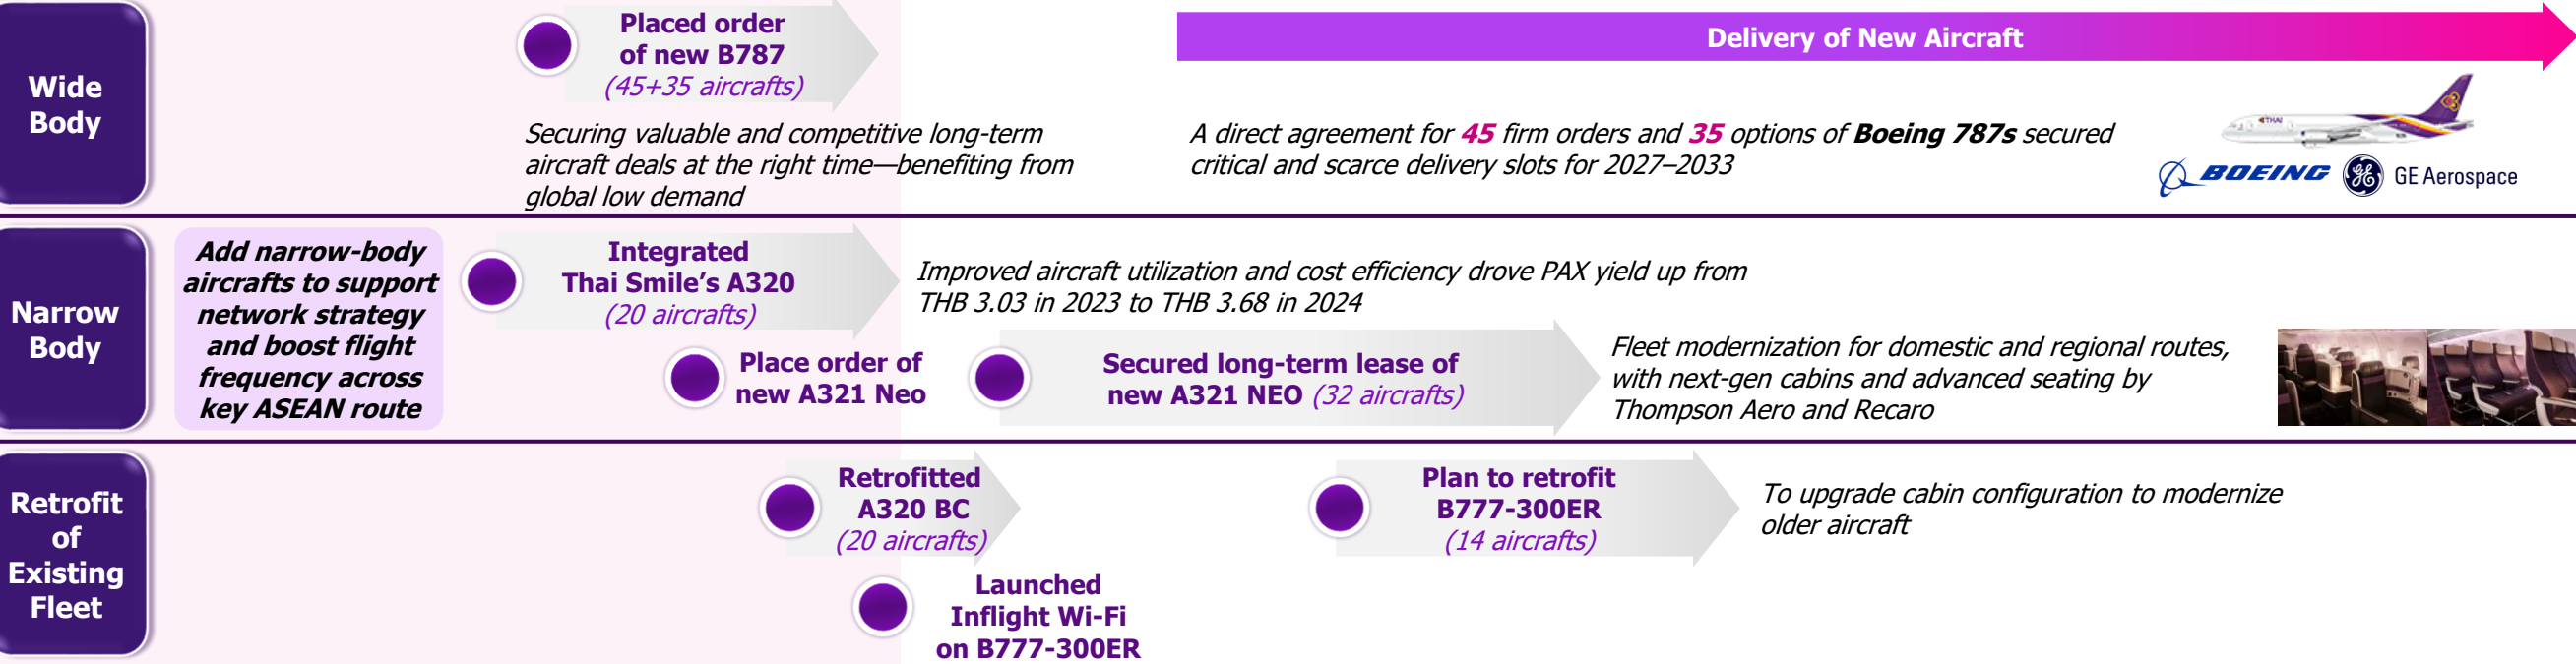 Wide
Body
Placed order
of new B787
(45+35 aircrafts)
Securing valuable and competitive long-term
aircraft deals at the right time—benefiting from
global low demand
Delivery of New Aircraft
A direct agreement for 45 firm orders and 35 options of Boeing 787s secured
critical and scarce delivery slots for 2027–2033
THAI
BOEING
GE Aerospace
Narrow
Body
Add narrow-body
aircrafts to support
network strategy
and boost flight
frequency across
key ASEAN route
Integrated
Thai Smile's A320
(20 aircrafts)
Improved aircraft utilization and cost efficiency drove PAX yield up from
THB 3.03 in 2023 to THB 3.68 in 2024
Place order of
new A321 Neo
Secured long-term lease of
new A321 NEO (32 aircrafts)
Fleet modernization for domestic and regional routes,
with next-gen cabins and advanced seating by
Thompson Aero and Recaro
Retrofit
of
Existing
Fleet
Retrofitted
A320 BC
(20 aircrafts)
Launched
Inflight Wi-Fi
on B777-300ER
Plan to retrofit
B777-300ER
(14 aircrafts)
To upgrade cabin configuration to modernize
older aircraft